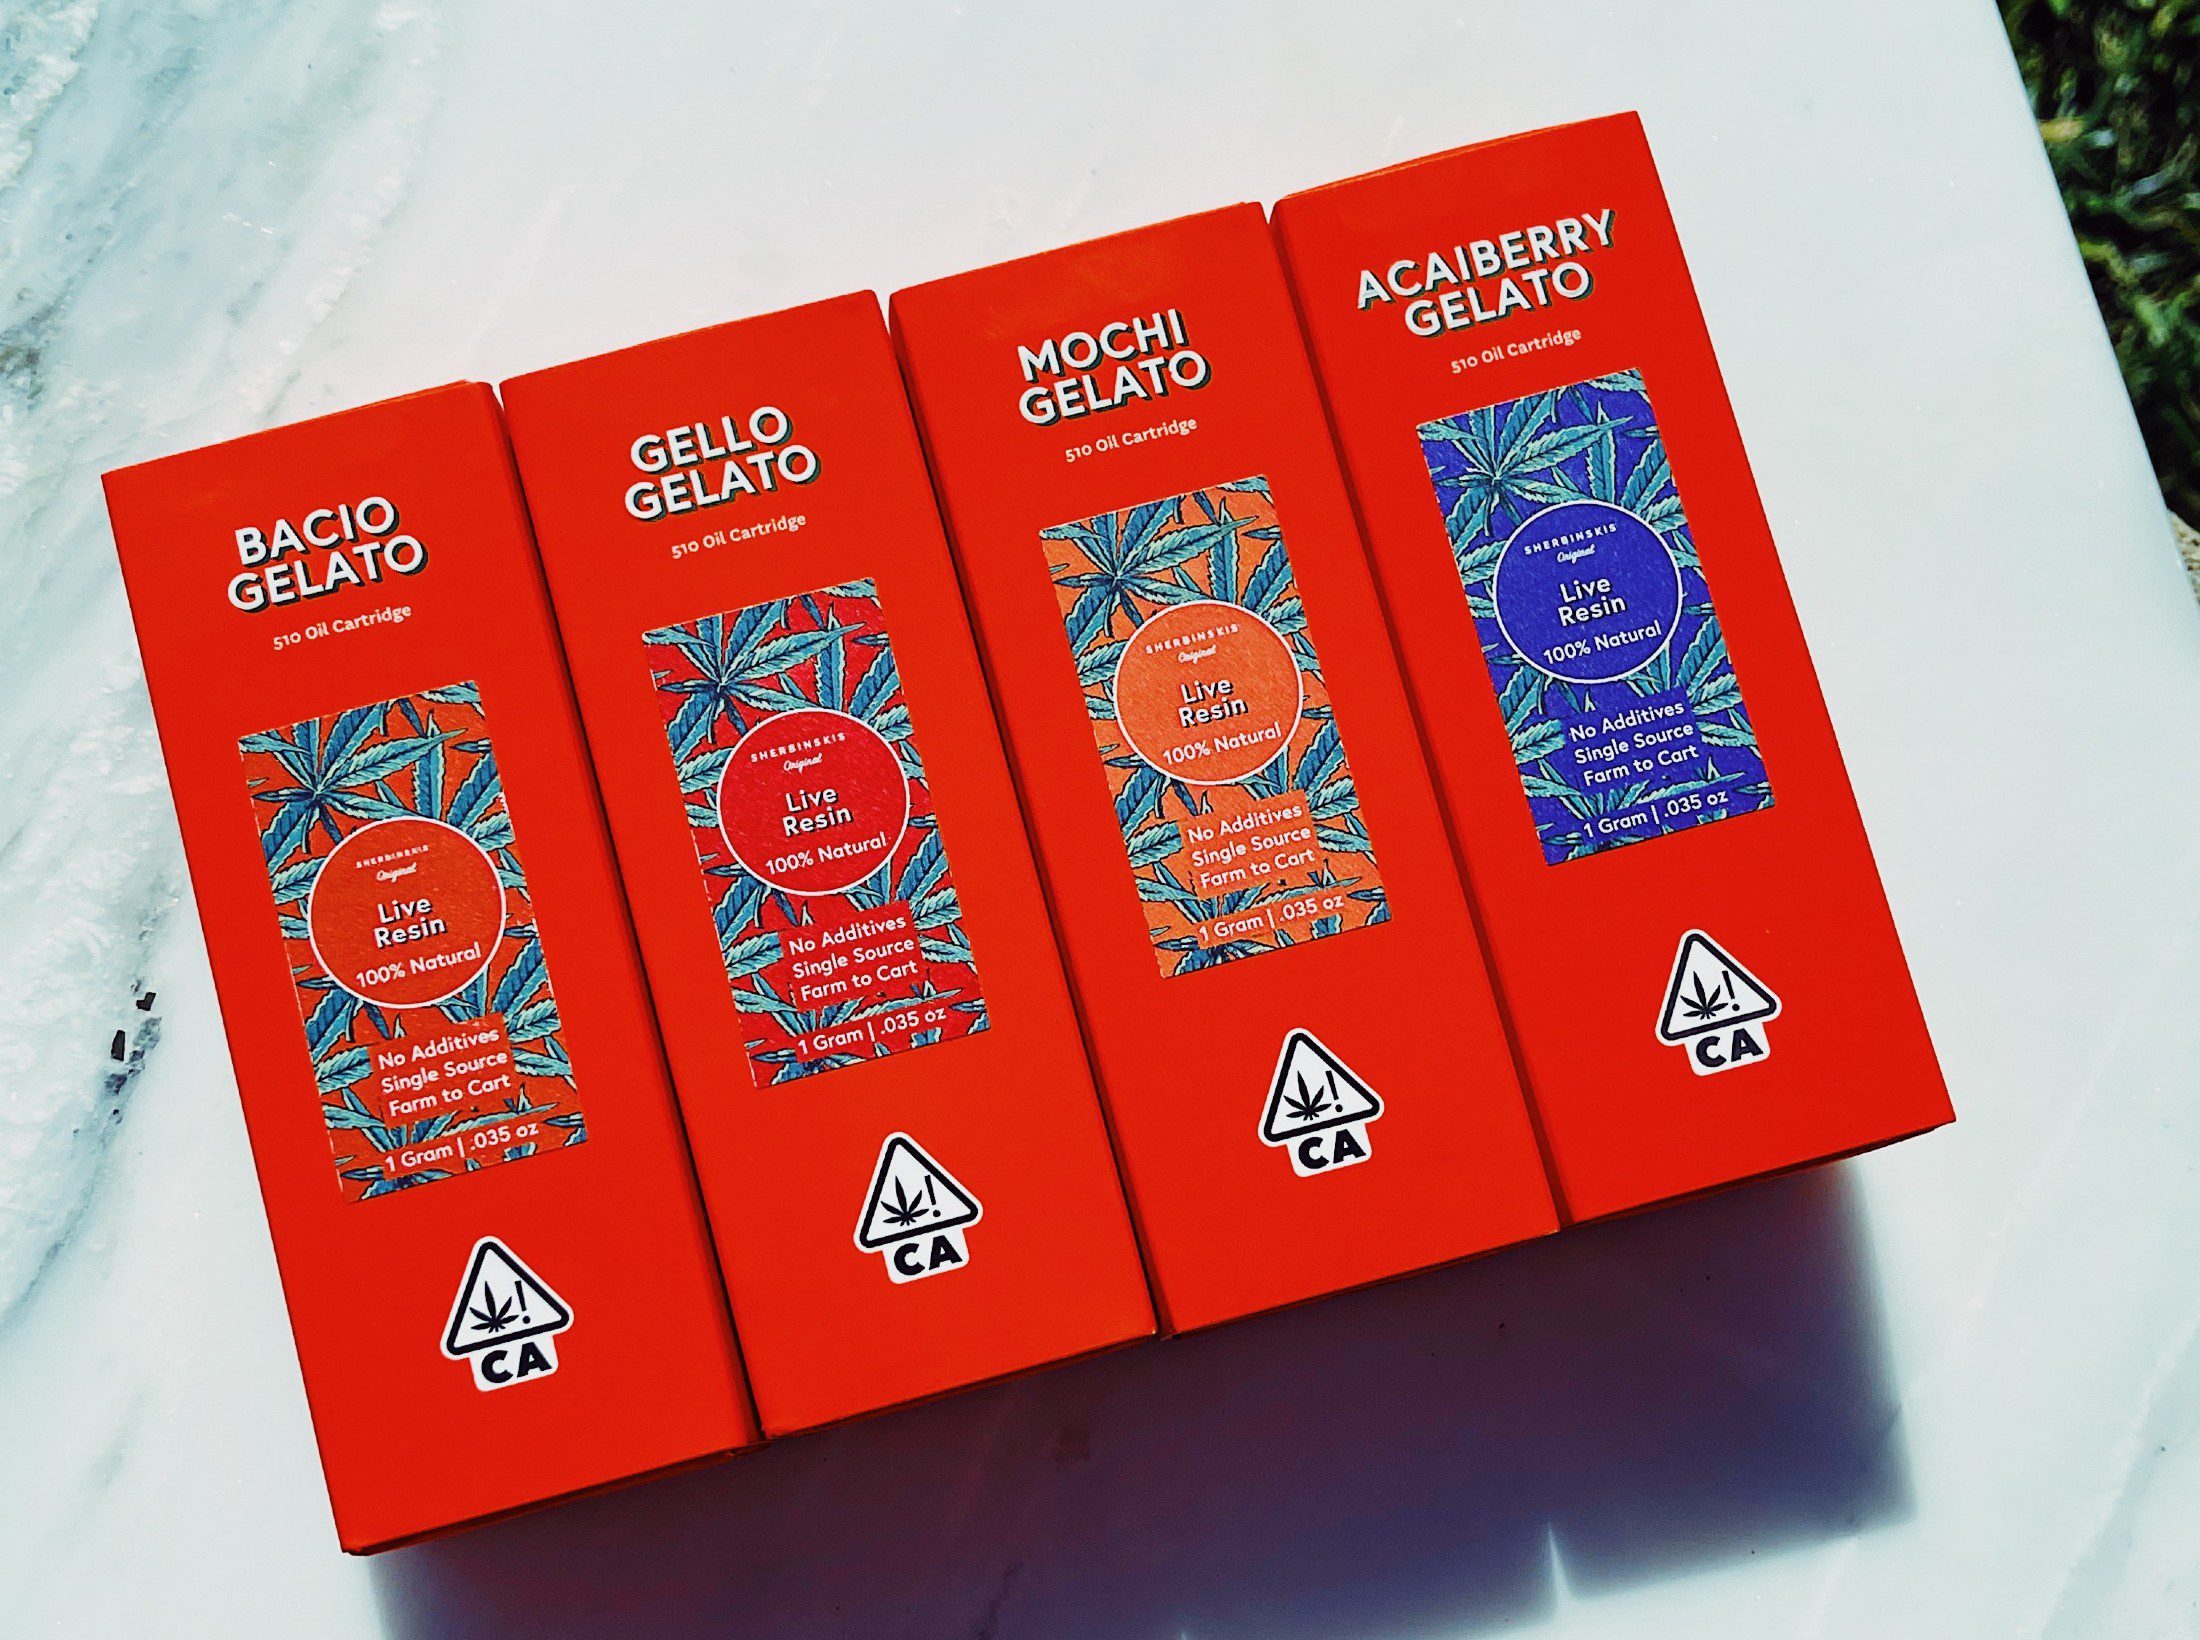 BACIO
GELATO
510 Oil Cartridge
SHERBINSKIS
Original
Live
Resin
100% Natural
No Additives
Single Source
Farm to Cart
1 Gram | .035 oz
!
CA
GELLO
GELATO
510 Oil Cartridge
SHERBINSKIS
Original
Live
Resin
100% Natural
No Additives
Single Source
Farm to Cart
1 Gram | .035 oz
!
CA
MOCHI
GELATO
510 Oil Cartridge
SHERBINSKIS
Original
Live
Resin
100% Natural
No Additives
Single Source
Farm to Cart
1 Gram | .035 oz
!
CA
ACAIBERRY
GELATO
510 Oil Cartridge
SHERBINSKIS
Original
Live
Resin
100% Natural
No Additives
Single Source
Farm to Cart
1 Gram | .035 oz
!
CA